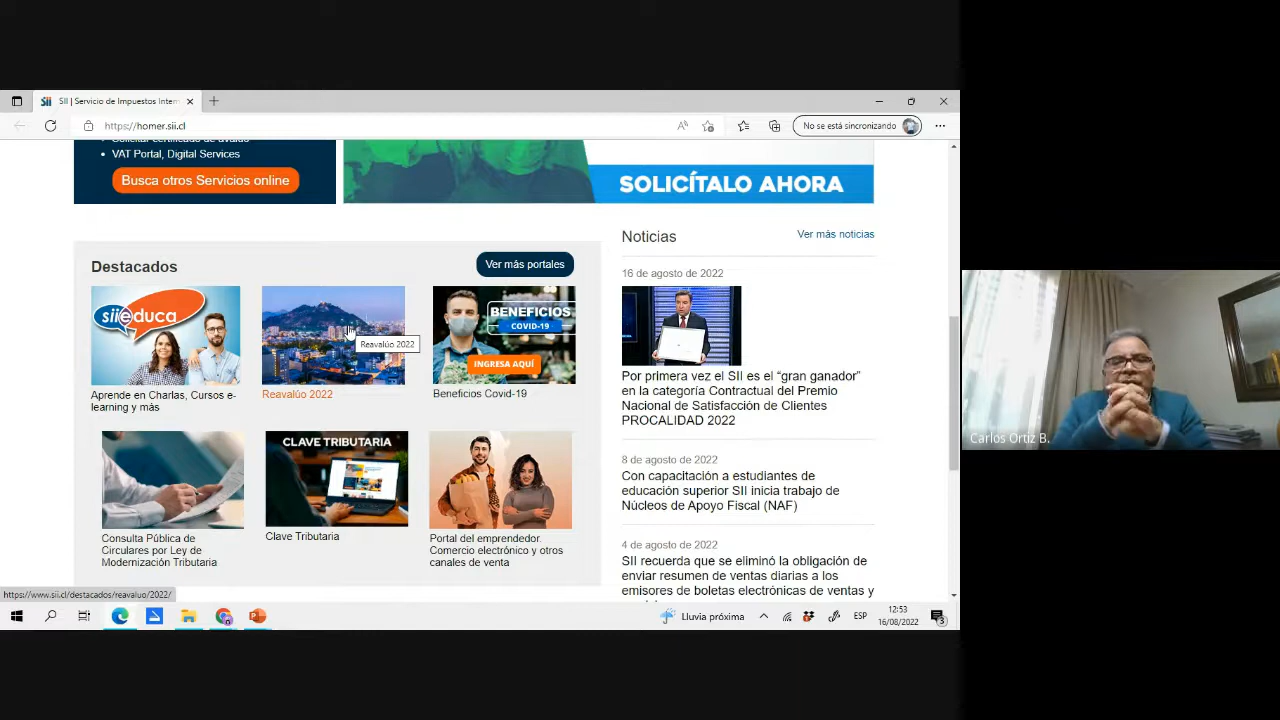 SII | Servicio de Impuestos Intern
https://homer.sii.cl
No se está sincronizando
VAT Portal, Digital Services
Busca otros Servicios online
SOLICÍTALO AHORA
Destacados
Ver más portales
siieduca
Aprende en Charlas, Cursos e-
learning y más
Reavalúo 2022
Reavalúo 2022
BENEFICIOS
COVID-19
INGRESA AQUÍ
Beneficios Covid-19
Consulta Pública de
Circulares por Ley de
Modernización Tributaria
CLAVE TRIBUTARIA
Clave Tributaria
Portal del emprendedor.
Comercio electrónico y otros
canales de venta
Noticias
Ver más noticias
16 de agosto de 2022
Por primera vez el SII es el “gran ganador”
en la categoría Contractual del Premio
Nacional de Satisfacción de Clientes
PROCALIDAD 2022
8 de agosto de 2022
Con capacitación a estudiantes de
educación superior SII inicia trabajo de
Núcleos de Apoyo Fiscal (NAF)
4 de agosto de 2022
SII recuerda que se eliminó la obligación de
enviar resumen de ventas diarias a los
emisores de boletas electrónicas de ventas y
https://www.sii.cl/destacados/reavaluo/2022/
Lluvia próxima
ESP
12:53
16/08/2022
3
Carlos Ortiz B.